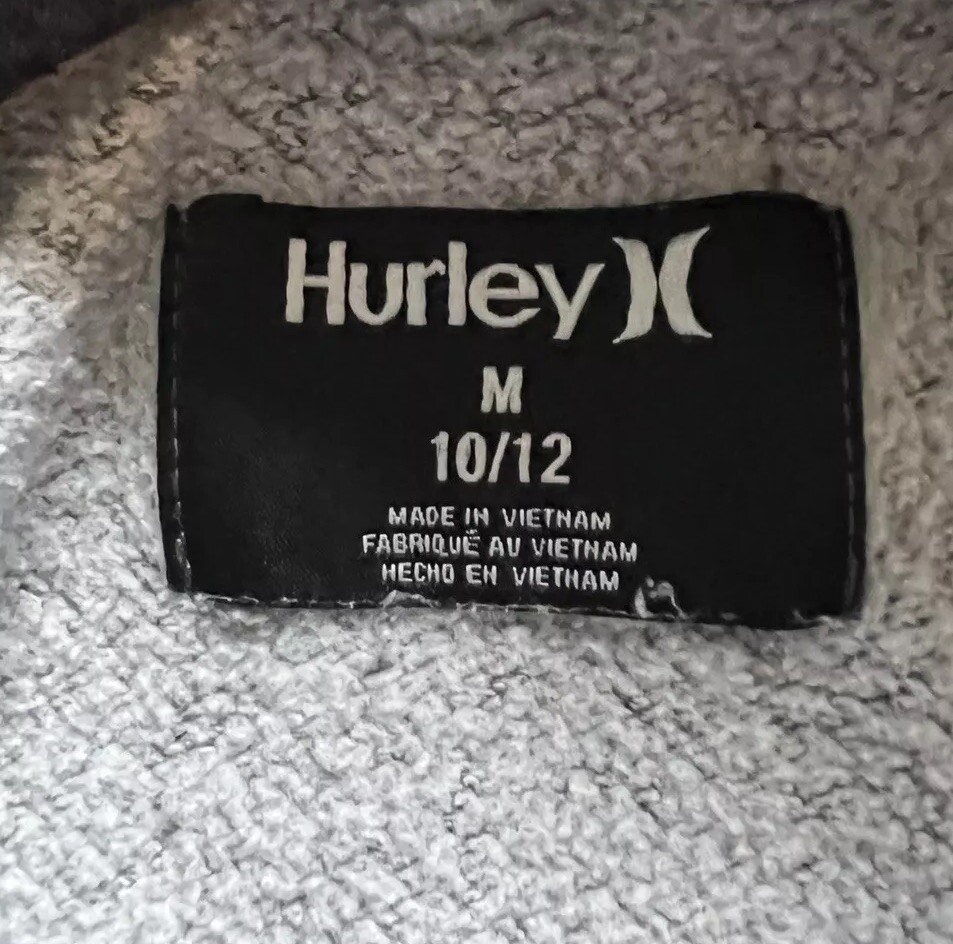 Hurley
M
10/12
MADE IN VIETNAM
FABRIQUÉ AU VIETNAM
HECHO EN VIETNAM